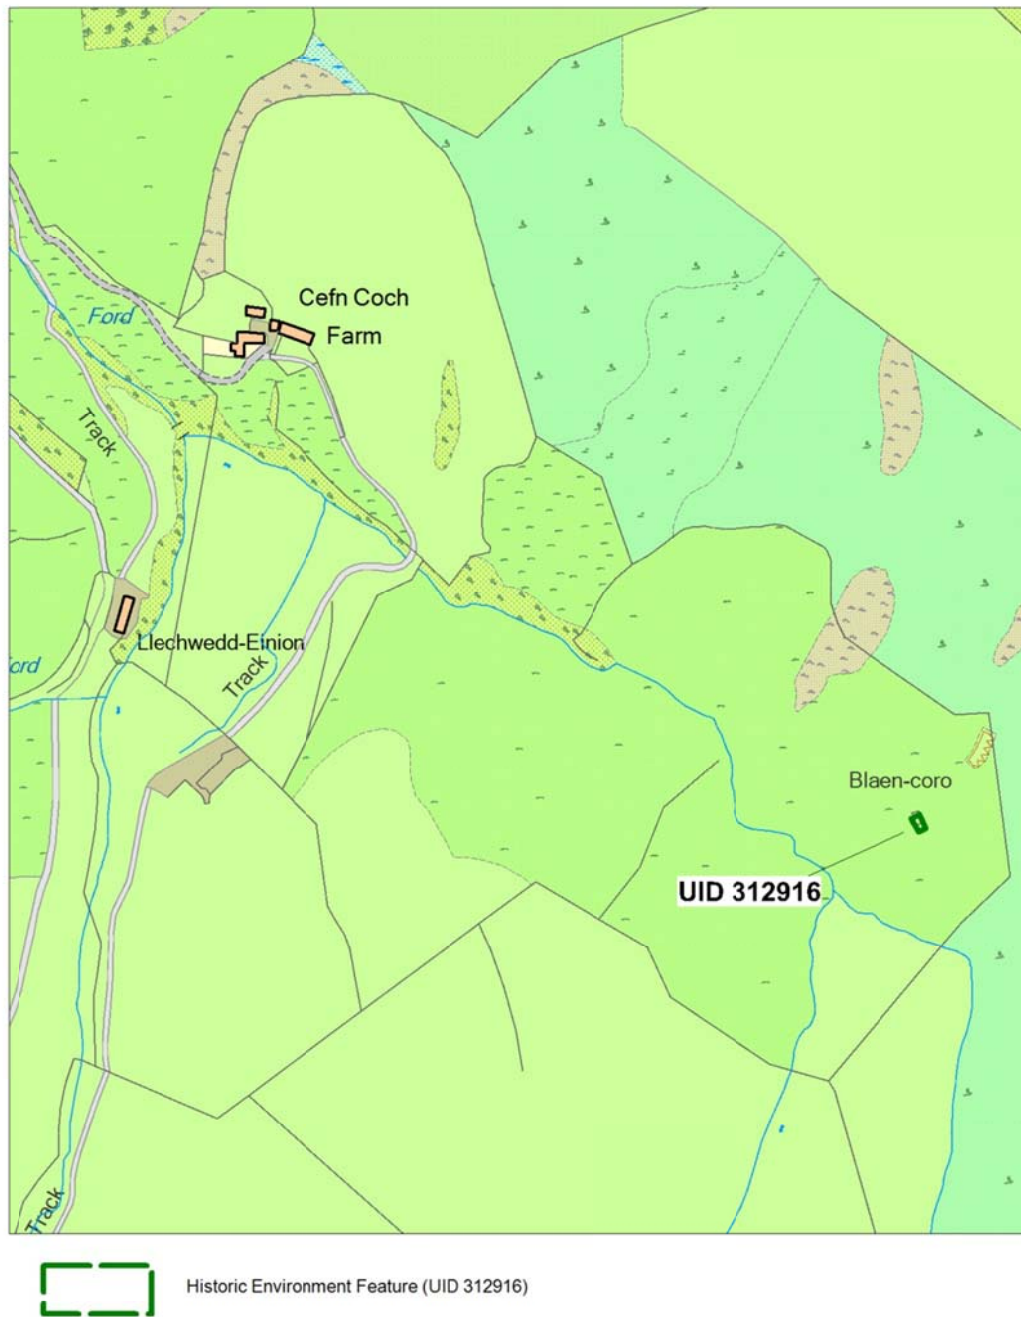 Cefn Coch
Farm
Ford
Track
Llechwedd-Einion
ord
Track
Blaen-coro
UID 312916
Track
Historic Environment Feature (UID 312916)